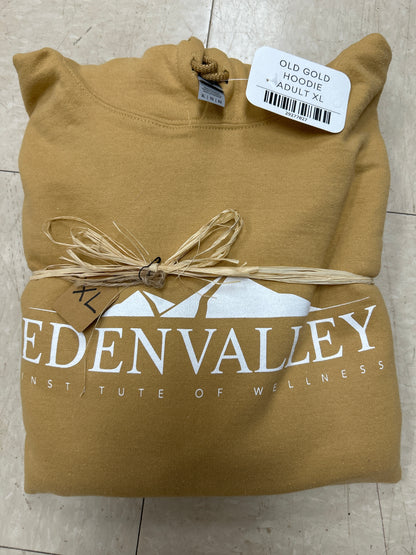 OLD GOLD
HOODIE
ADULT XL
XL
EDENVALLEY
INSTITUTE OF WELLNESS